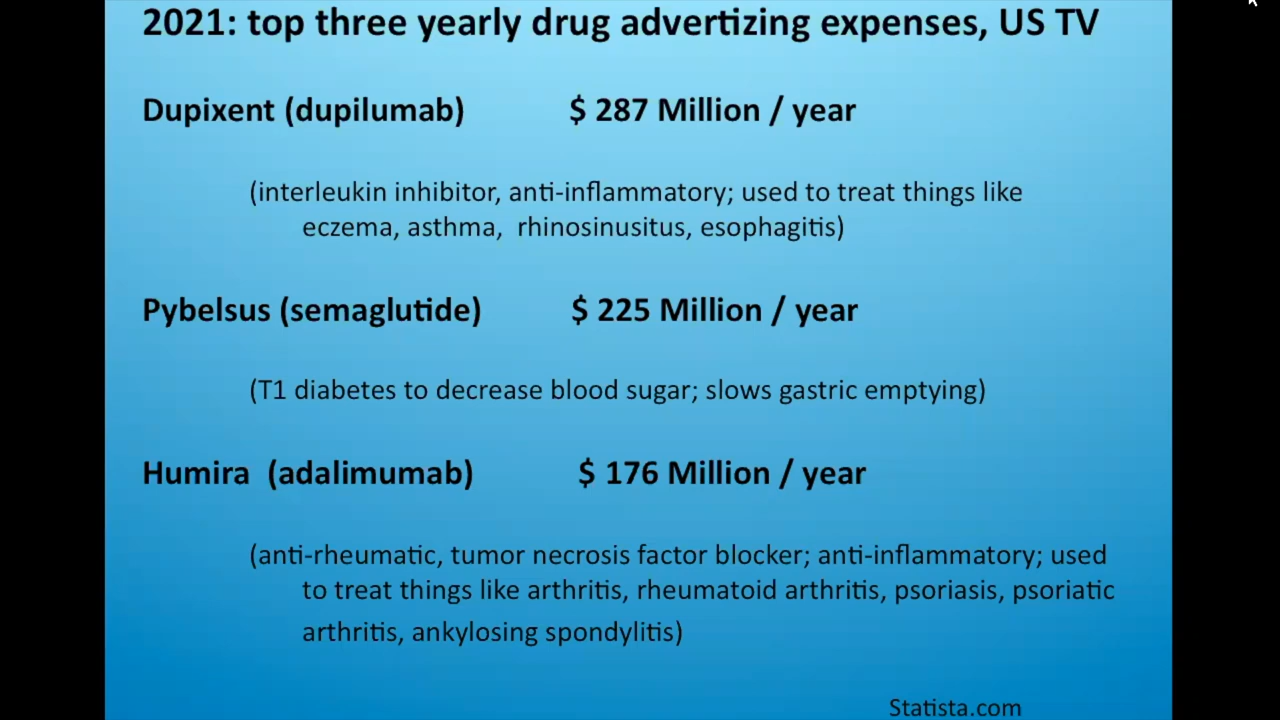 2021: top three yearly drug advertizing expenses, US TV
Dupixent (dupilumab) $ 287 Million / year
(interleukin inhibitor, anti-inflammatory; used to treat things like
eczema, asthma, rhinosinusitus, esophagitis)
Pybelsus (semaglutide) $ 225 Million / year
(T1 diabetes to decrease blood sugar; slows gastric emptying)
Humira (adalimumab) $ 176 Million / year
(anti-rheumatic, tumor necrosis factor blocker; anti-inflammatory; used
to treat things like arthritis, rheumatoid arthritis, psoriasis, psoriatic
arthritis, ankylosing spondylitis)
Statista.com